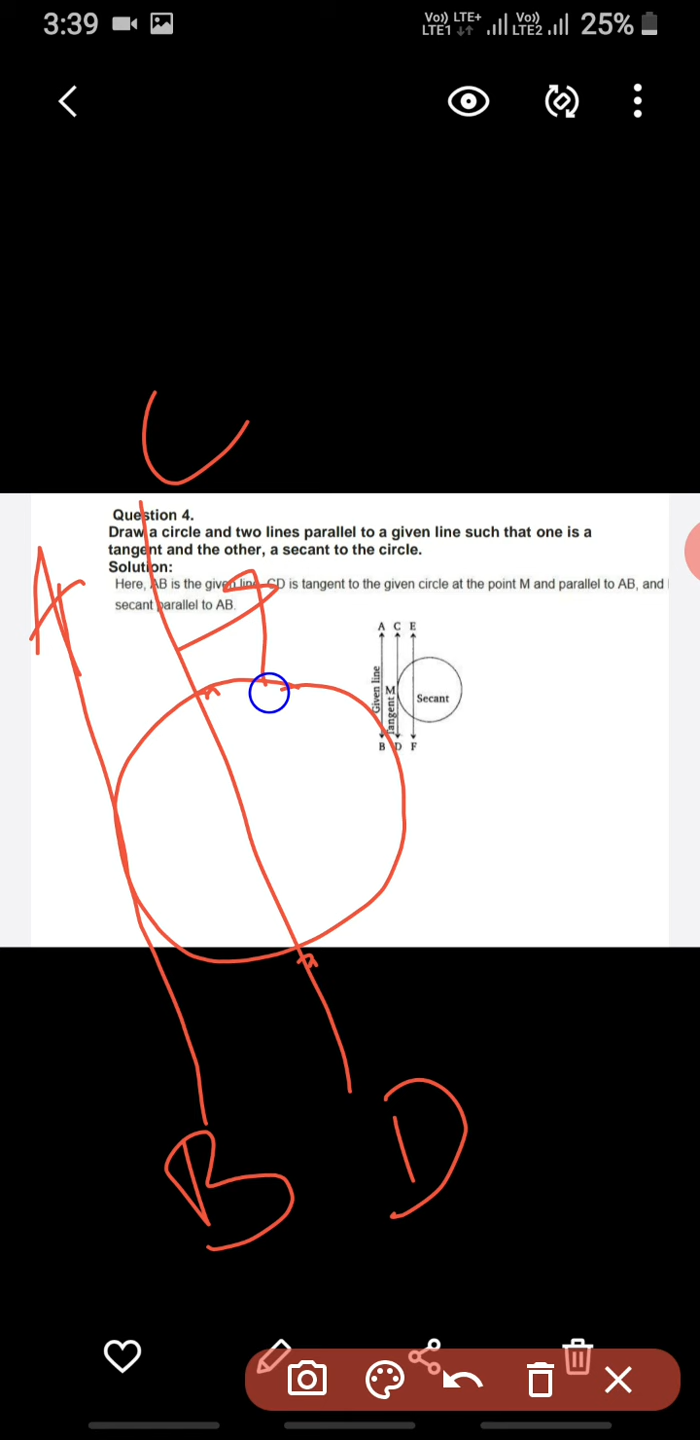 3:39
Vo)) LTE+ Vo))
LTE1 LTE2 25%
C
Question 4.
Draw a circle and two lines parallel to a given line such that one is a
tangent and the other, a secant to the circle.
Solution:
Here, AB is the given line, CD is tangent to the given circle at the point M and parallel to AB, and
secant parallel to AB.
A
A C E
Given line
M
Tangent
Secant
B D F
B D